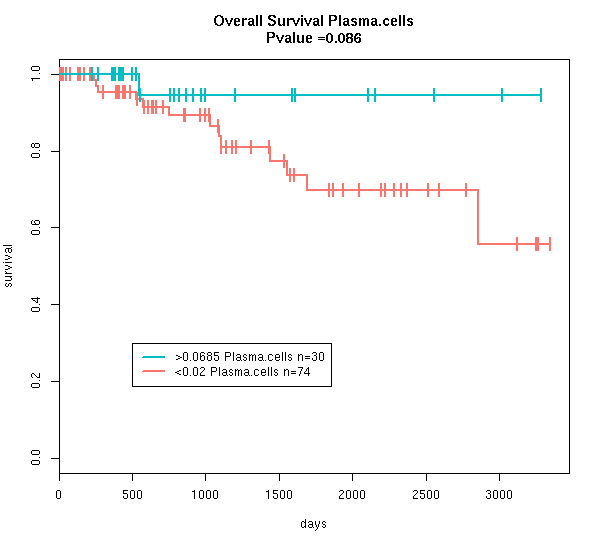 Overall Survival Plasma.cells
Pvalue =0.086
survival
1.0
0.8
0.6
0.4
0.2
0.0
>0.0685 Plasma.cells n=30
<0.02 Plasma.cells n=74
0 500 1000 1500 2000 2500 3000
days